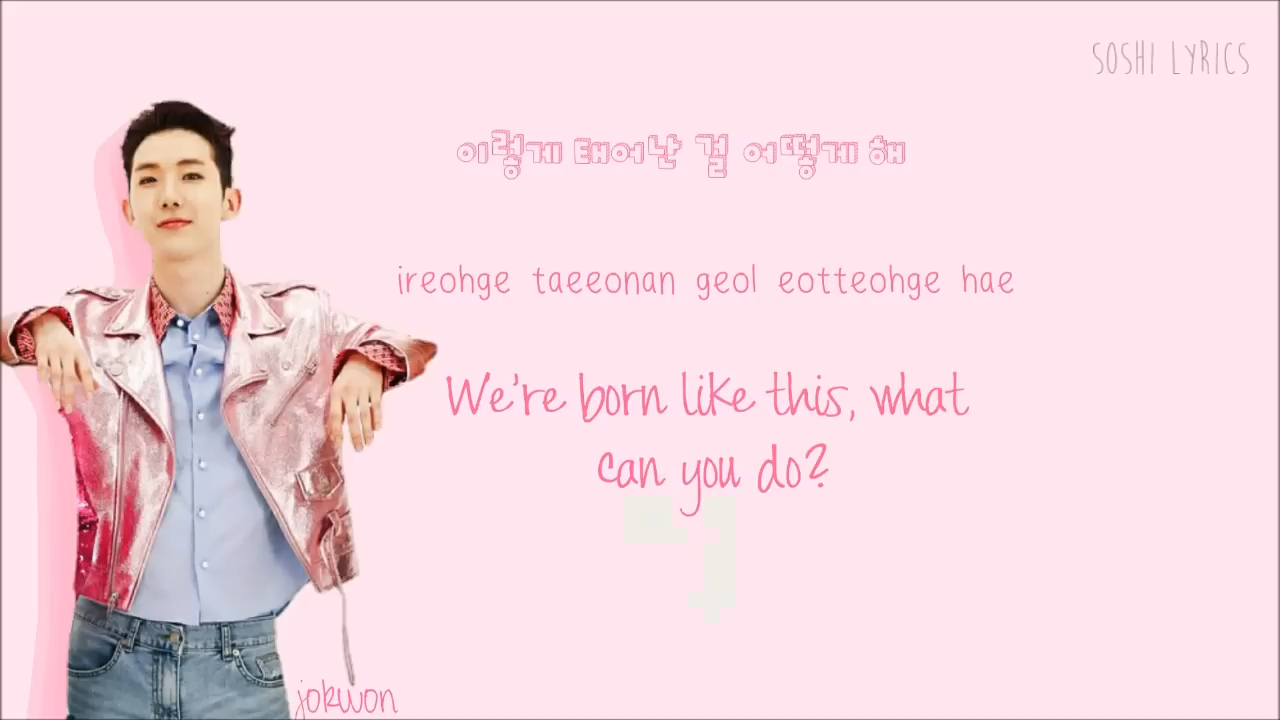 SOSHI LYRICS
이렇게 태어난 걸 어떻게 해
ireohge taeeonan geol eotteohge hae
We're born like this, what
can you do?
jokwon